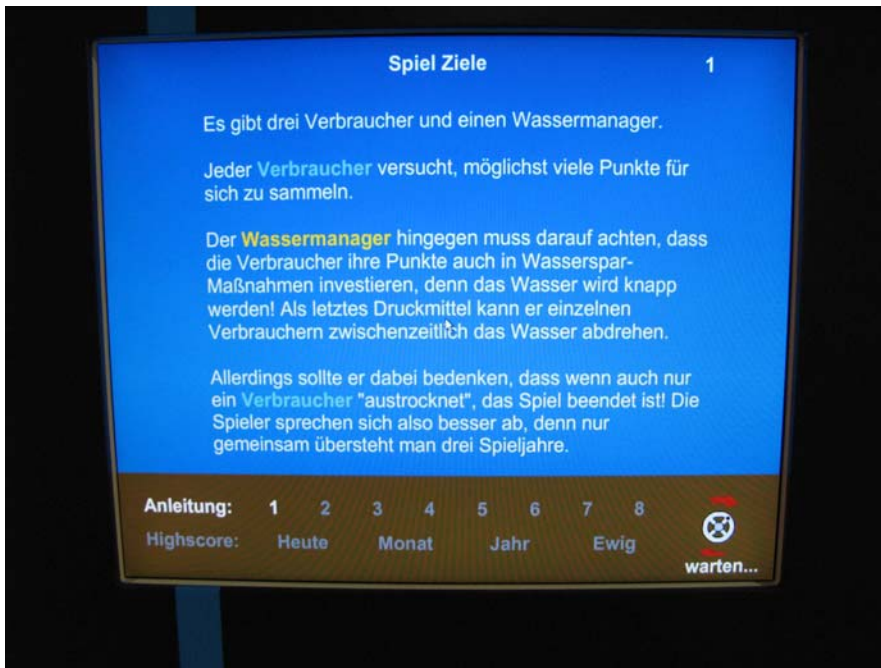 Spiel Ziele 1
Es gibt drei Verbraucher und einen Wassermanager.
Jeder Verbraucher versucht, möglichst viele Punkte für
sich zu sammeln.
Der Wassermanager hingegen muss darauf achten, dass
die Verbraucher ihre Punkte auch in Wasserspar-
Maßnahmen investieren, denn das Wasser wird knapp
werden! Als letztes Druckmittel kann er einzelnen
Verbrauchern zwischenzeitlich das Wasser abdrehen.
Allerdings sollte er dabei bedenken, dass wenn auch nur
ein Verbraucher "austrocknet", das Spiel beendet ist! Die
Spieler sprechen sich also besser ab, denn nur
gemeinsam übersteht man drei Spieljahre.
Anleitung: 1 2 3 4 5 6 7 8
Highscore: Heute Monat Jahr Ewig
warten...